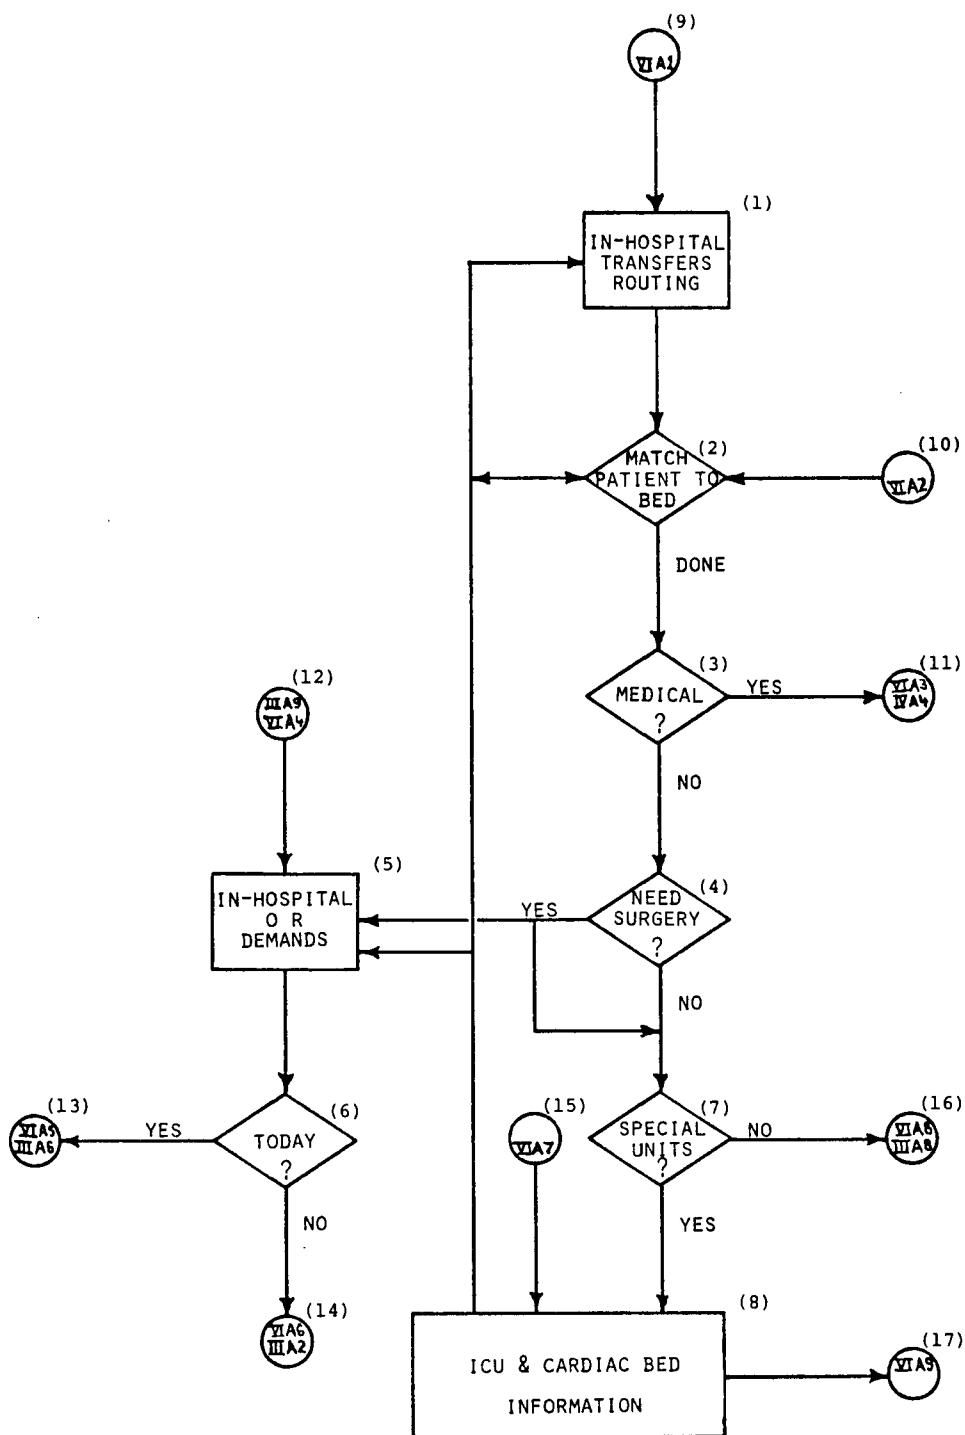 (9)
VIA1
(1)
IN-HOSPITAL
TRANSFERS
ROUTING
(2)
MATCH
PATIENT TO
BED
(10)
VIA2
DONE
(3)
MEDICAL
?
YES
(11)
VIA3
IVA4
(12)
IIIA9
VIA4
NO
(5)
IN-HOSPITAL
O R
DEMANDS
YES
(4)
NEED
SURGERY
?
NO
(13)
VIA5
IIIA6
YES
(6)
TODAY
?
(15)
VIA7
(7)
SPECIAL
UNITS
?
NO
(16)
VIA8
IIIA8
NO
YES
(14)
VIA6
IIIA2
(8)
ICU & CARDIAC BED
INFORMATION
(17)
VIA9